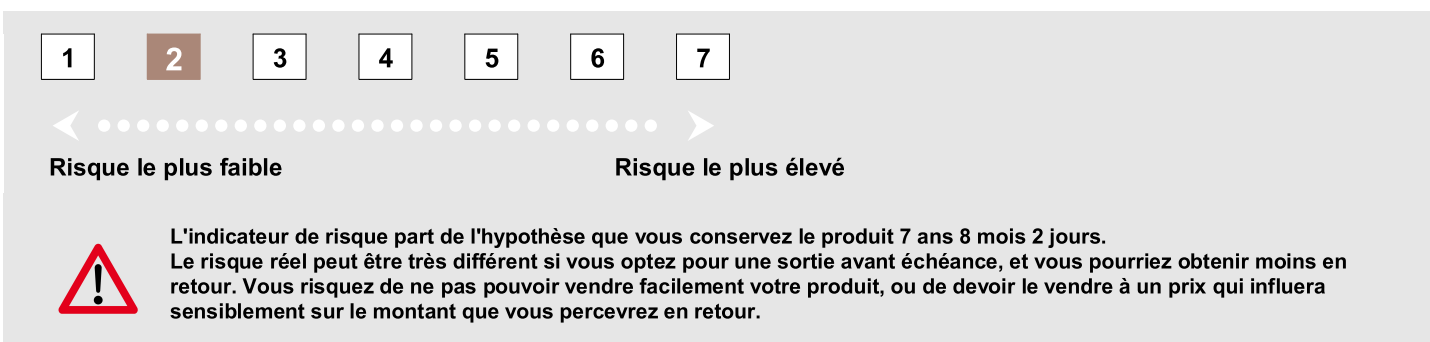 1 2 3 4 5 6 7
Risque le plus faible Risque le plus élevé
L'indicateur de risque part de l'hypothèse que vous conservez le produit 7 ans 8 mois 2 jours.
Le risque réel peut être très différent si vous optez pour une sortie avant échéance, et vous pourriez obtenir moins en
retour. Vous risquez de ne pas pouvoir vendre facilement votre produit, ou de devoir le vendre à un prix qui influera
sensiblement sur le montant que vous percevrez en retour.